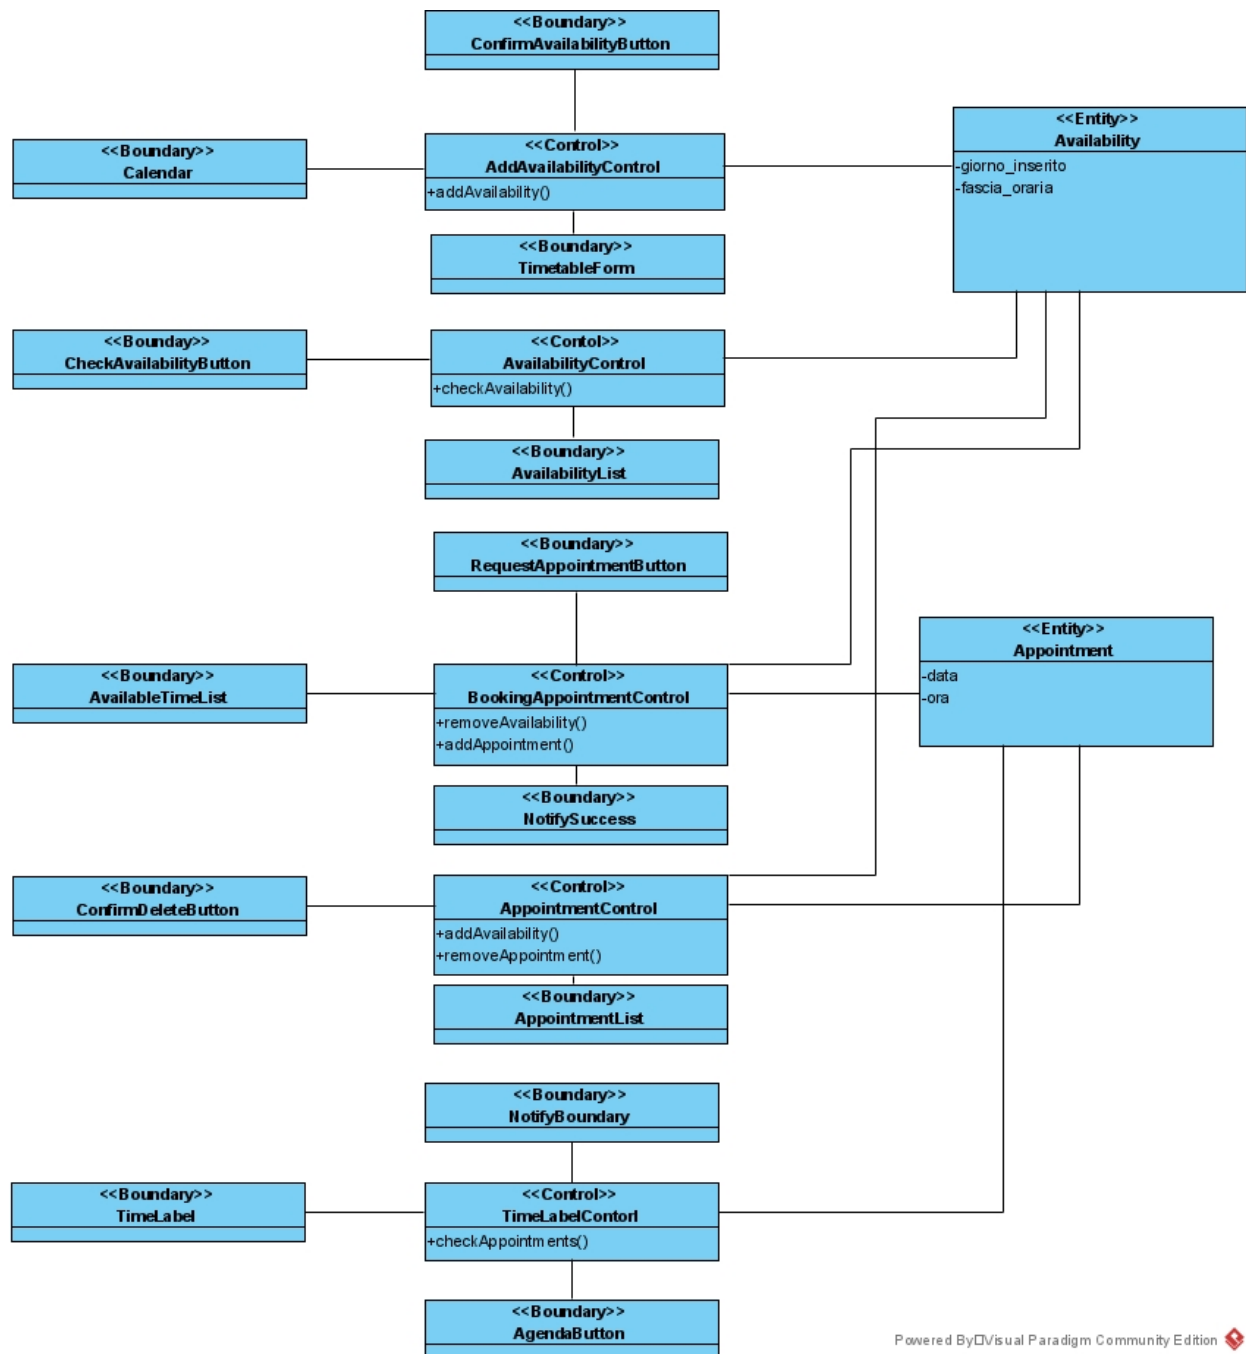 <<Boundary>>
ConfirmAvailabilityButton
<<Boundary>>
Calendar
<<Control>>
AddAvailabilityControl
+addAvailability()
<<Entity>>
Availability
-giorno_inserito
-fascia_oraria
<<Boundary>>
TimetableForm
<<Bounday>>
CheckAvailabilityButton
<<Contol>>
AvailabilityControl
+checkAvailability()
<<Boundary>>
AvailabilityList
<<Boundary>>
RequestAppointmentButton
<<Boundary>>
AvailableTimeList
<<Control>>
BookingAppointmentControl
+removeAvailability()
+addAppointment()
<<Entity>>
Appointment
-data
-ora
<<Boundary>>
NotifySuccess
<<Boundary>>
ConfirmDeleteButton
<<Control>>
AppointmentControl
+addAvailability()
+removeAppointment()
<<Boundary>>
AppointmentList
<<Boundary>>
NotifyBoundary
<<Boundary>>
TimeLabel
<<Control>>
TimeLabelContorl
+checkAppointments()
<<Boundary>>
AgendaButton
Powered By□Visual Paradigm Community Edition